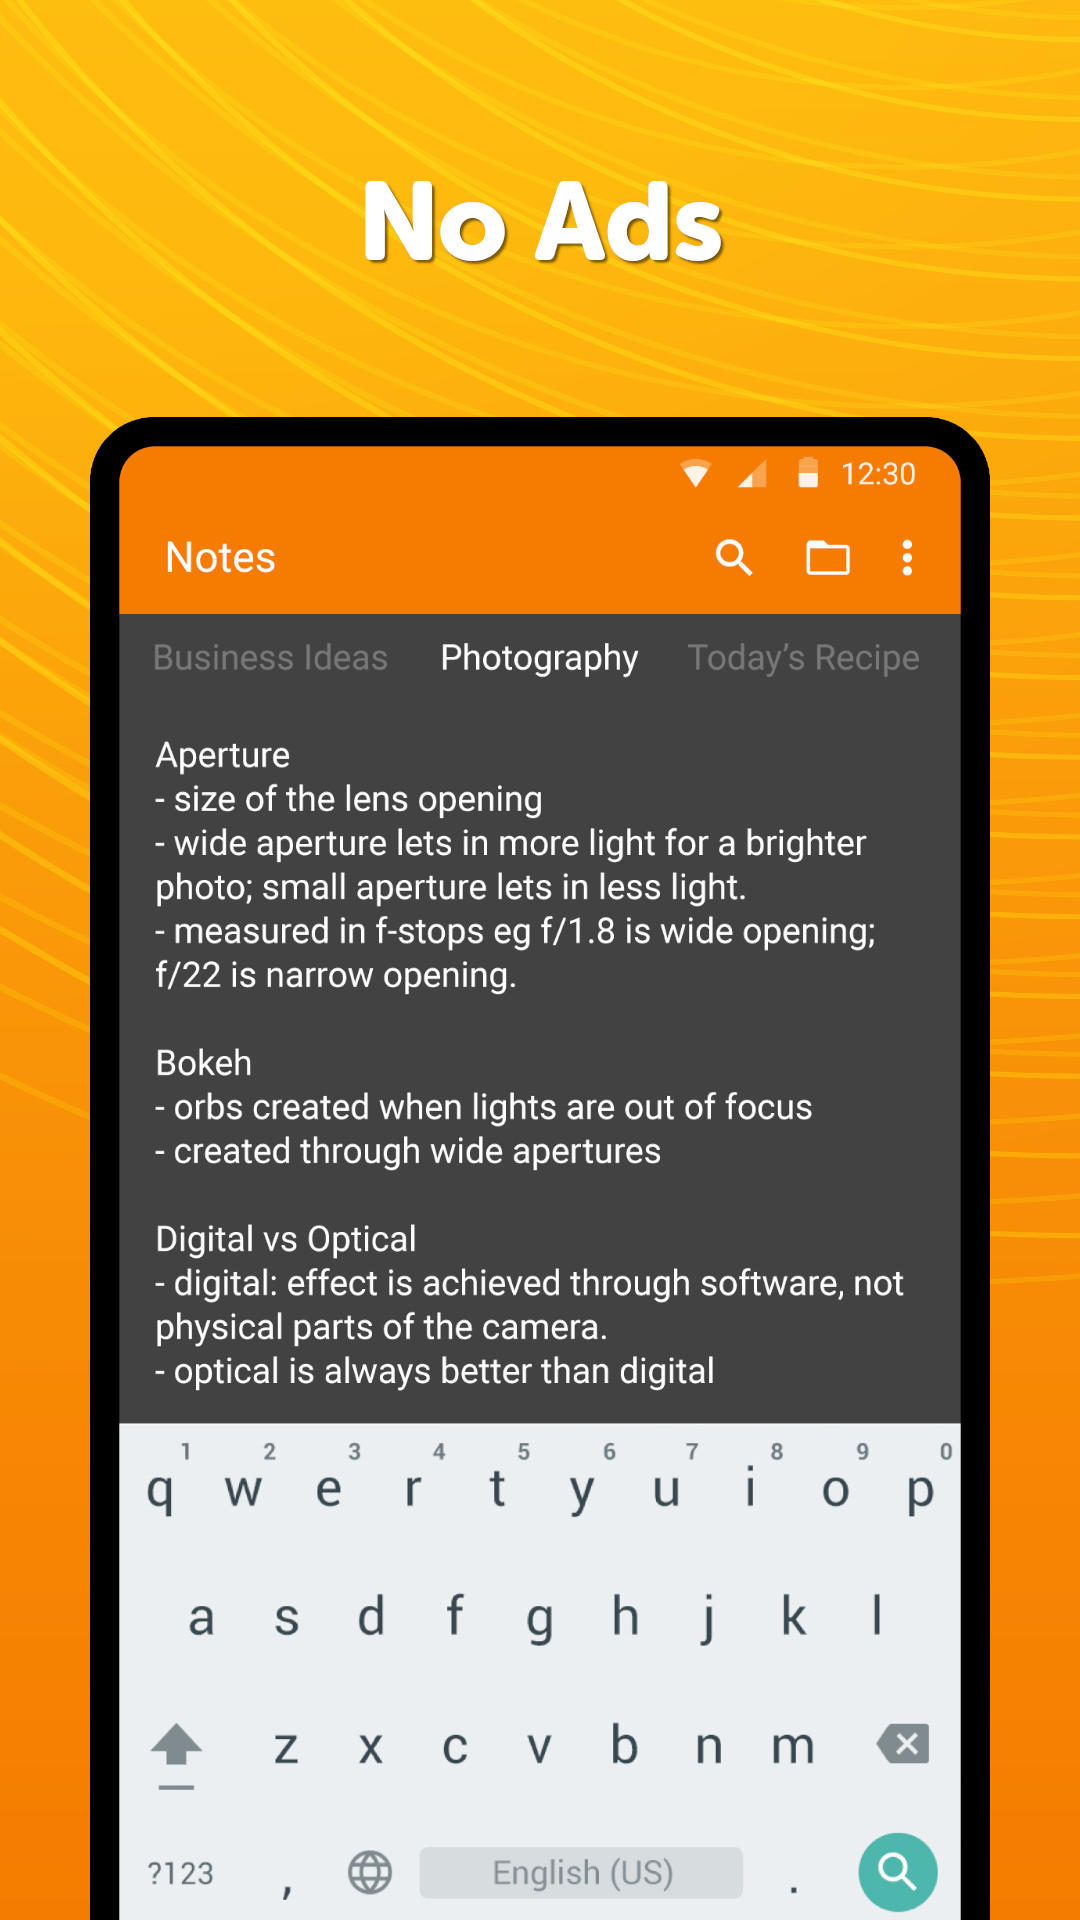 No Ads
12:30
Notes
Business Ideas Photography Today's Recipe
Aperture
- size of the lens opening
- wide aperture lets in more light for a brighter
photo; small aperture lets in less light.
- measured in f-stops eg f/1.8 is wide opening;
f/22 is narrow opening.
Bokeh
- orbs created when lights are out of focus
- created through wide apertures
Digital vs Optical
- digital: effect is achieved through software, not
physical parts of the camera.
- optical is always better than digital
1 2 3 4 5 6 7 8 9 0
q w e r t y u i o p
a s d f g h j k l
z x c v b n m
?123 , English (US) .